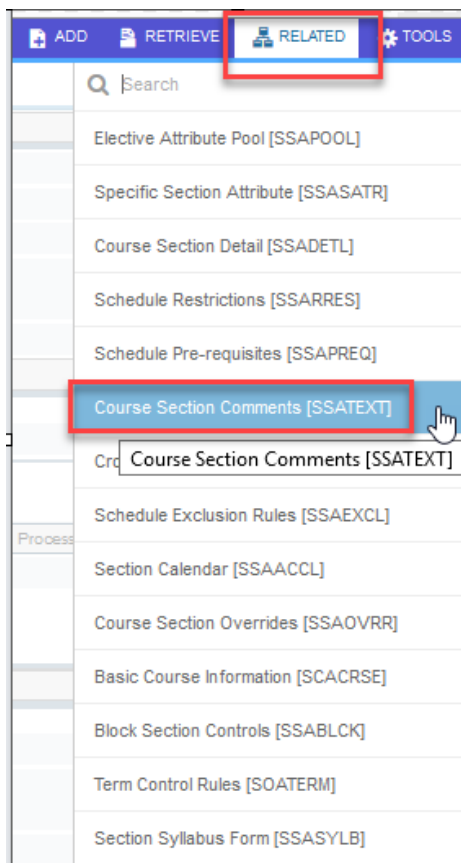 ADD RETRIEVE RELATED TOOLS
Search
Elective Attribute Pool [SSAPOOL]
Specific Section Attribute [SSASATR]
Course Section Detail [SSADETL]
Schedule Restrictions [SSARRES]
Schedule Pre-requisites [SSAPREQ]
Course Section Comments [SSATEXT]
Course Section Comments [SSATEXT]
Schedule Exclusion Rules [SSAEXCL]
Process
Section Calendar [SSAACCL]
Course Section Overrides [SSAOVRR]
Basic Course Information [SCACRSE]
Block Section Controls [SSABLCK]
Term Control Rules [SOATERM]
Section Syllabus Form [SSASYLB]